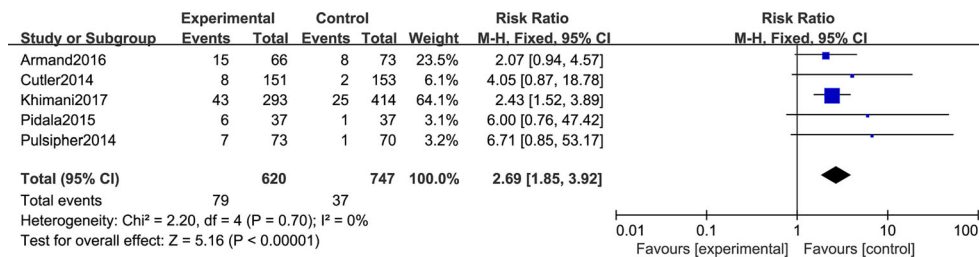 Experimental Control Risk Ratio Risk Ratio
Study or Subgroup Events Total Events Total Weight M-H, Fixed, 95% CI M-H, Fixed, 95% CI
Armand2016 15 66 8 73 23.5% 2.07 [0.94, 4.57]
Cutler2014 8 151 2 153 6.1% 4.05 [0.87, 18.78]
Khimani2017 43 293 25 414 64.1% 2.43 [1.52, 3.89]
Pidala2015 6 37 1 37 3.1% 6.00 [0.76, 47.42]
Pulsipher2014 7 73 1 70 3.2% 6.71 [0.85, 53.17]
Total (95% CI) 620 747 100.0% 2.69 [1.85, 3.92]
Total events 79 37
Heterogeneity: Chi² = 2.20, df = 4 (P = 0.70); I² = 0%
Test for overall effect: Z = 5.16 (P < 0.00001)
0.01 0.1 1 10 100
Favours [experimental] Favours [control]